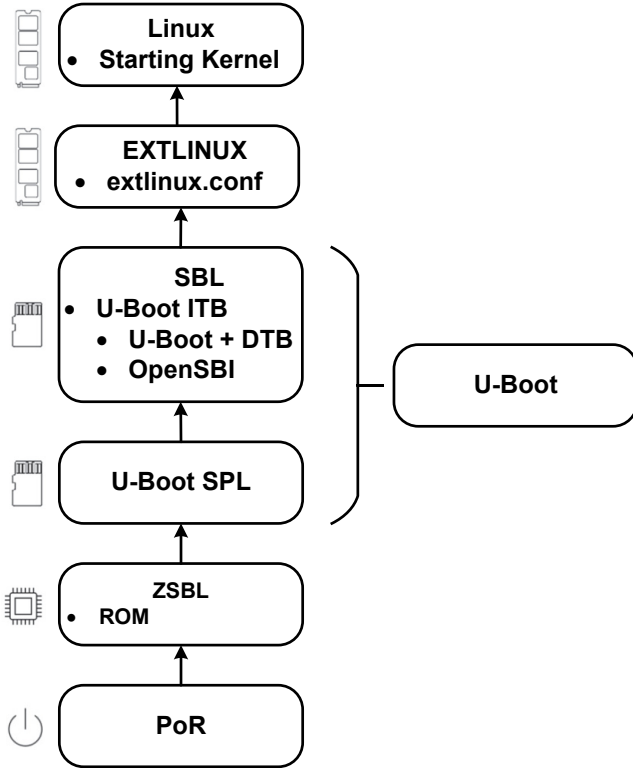 Linux
• Starting Kernel
EXTLINUX
• extlinux.conf
SBL
• U-Boot ITB
• U-Boot + DTB
• OpenSBI
U-Boot
U-Boot SPL
ZSBL
• ROM
PoR